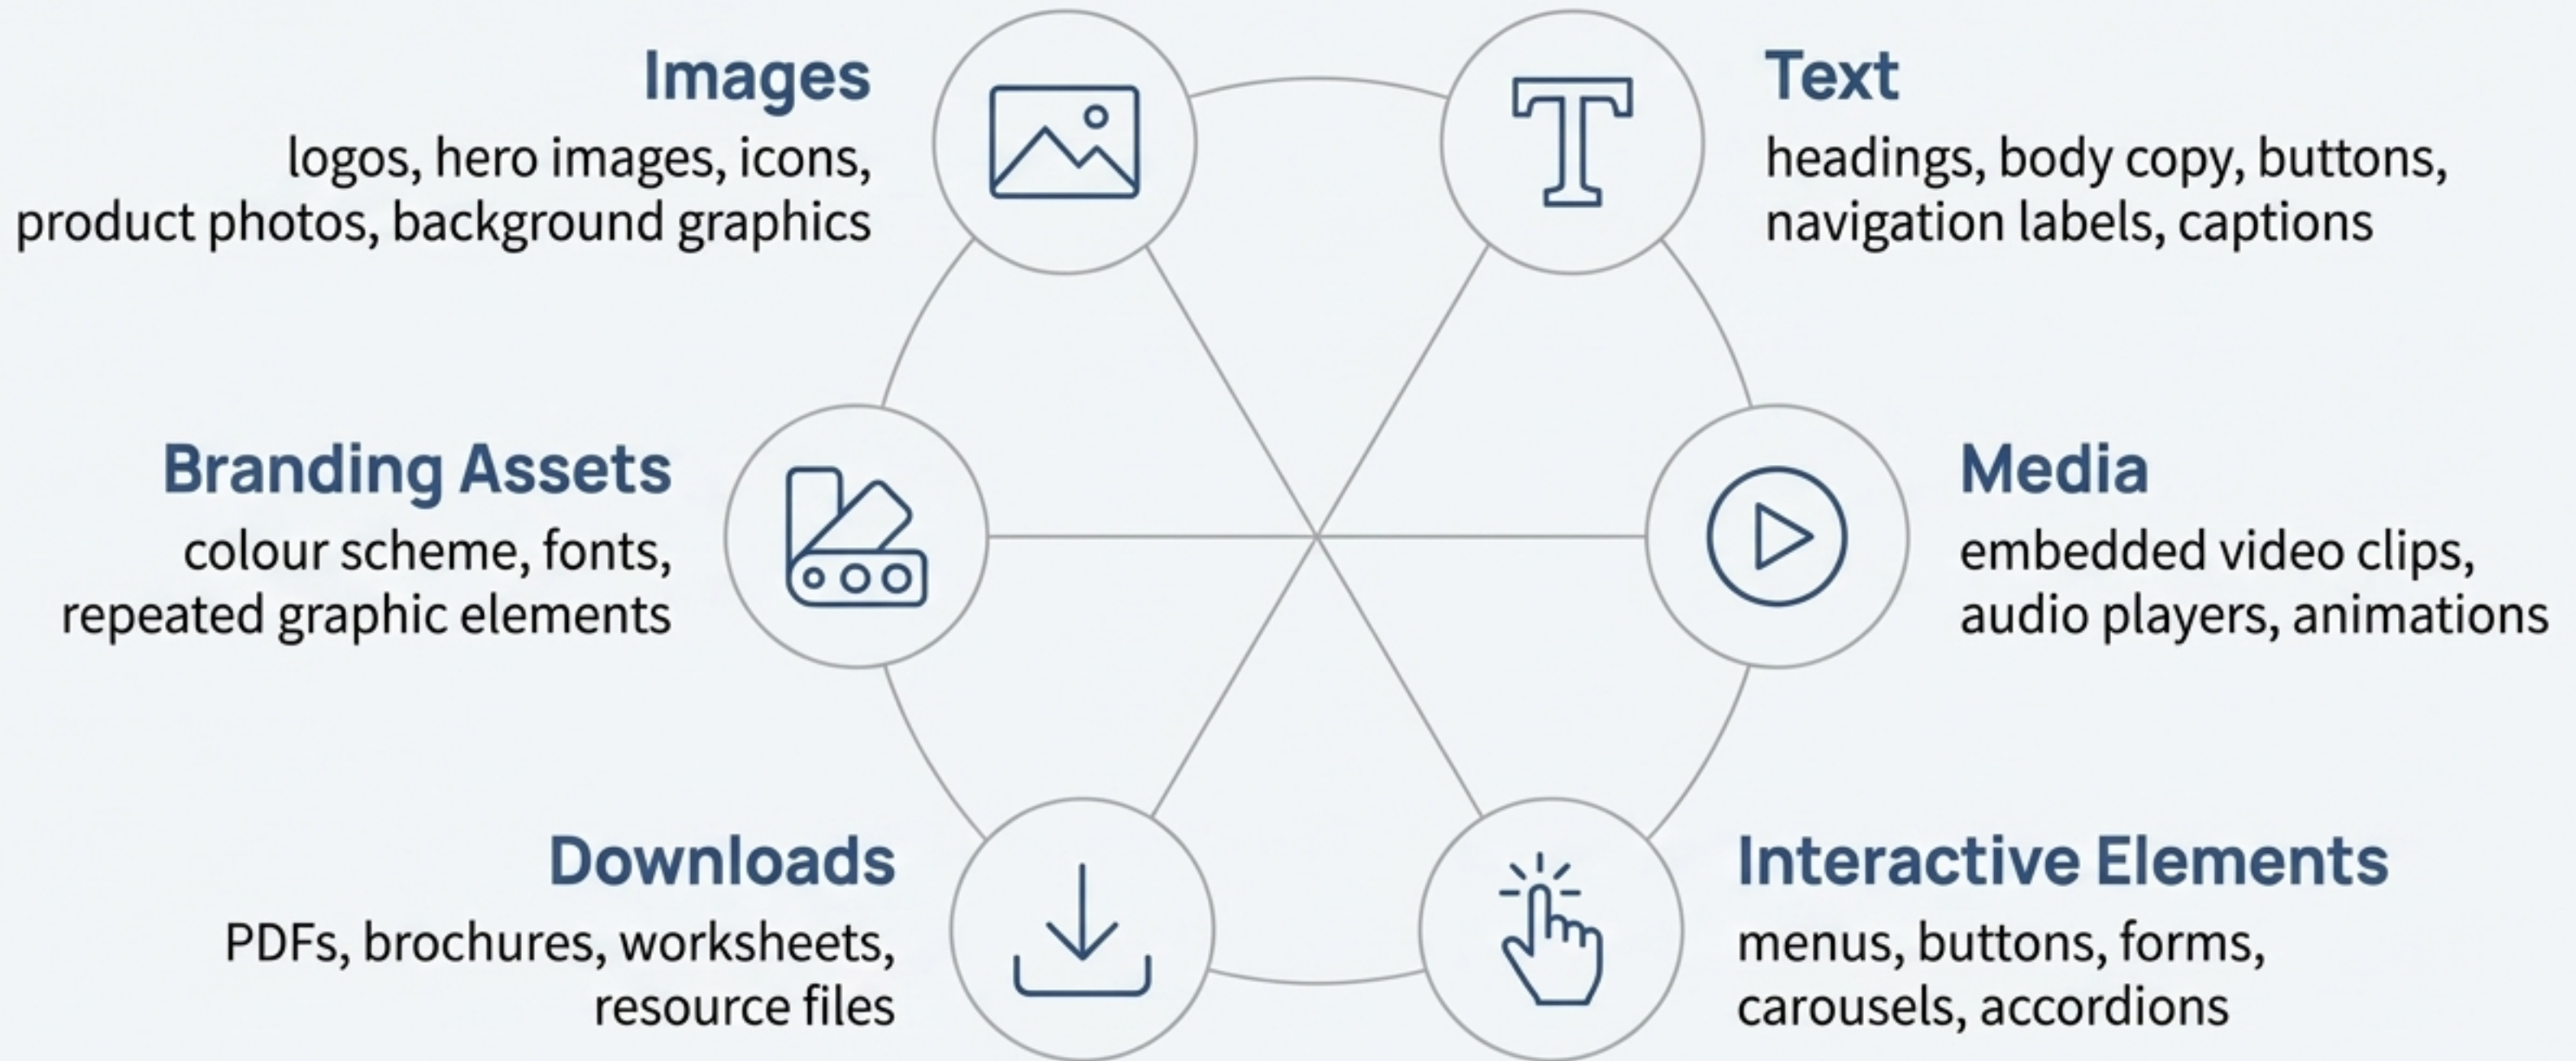 Images
logos, hero images, icons,
product photos, background graphics
Text
headings, body copy, buttons,
navigation labels, captions
Branding Assets
colour scheme, fonts,
repeated graphic elements
Media
embedded video clips,
audio players, animations
Downloads
PDFs, brochures, worksheets,
resource files
Interactive Elements
menus, buttons, forms,
carousels, accordions